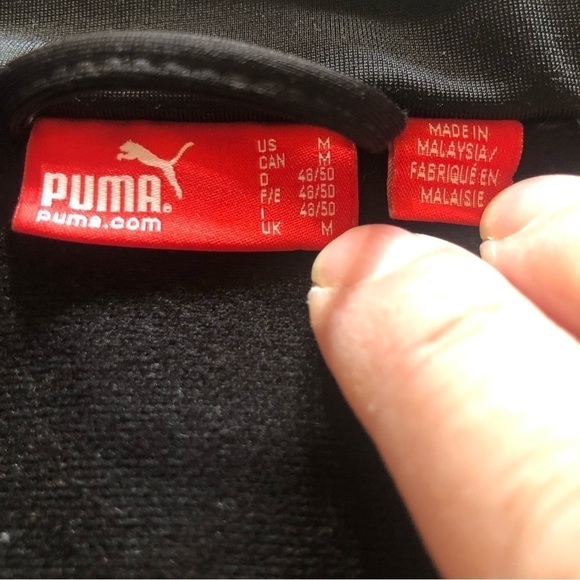 PUMA®
puma.com
US M
CAN M
D 48/50
F/E 48/50
I 48/50
UK M
MADE IN
MALAYSIA/
FABRIQUÉ EN
MALAISIE